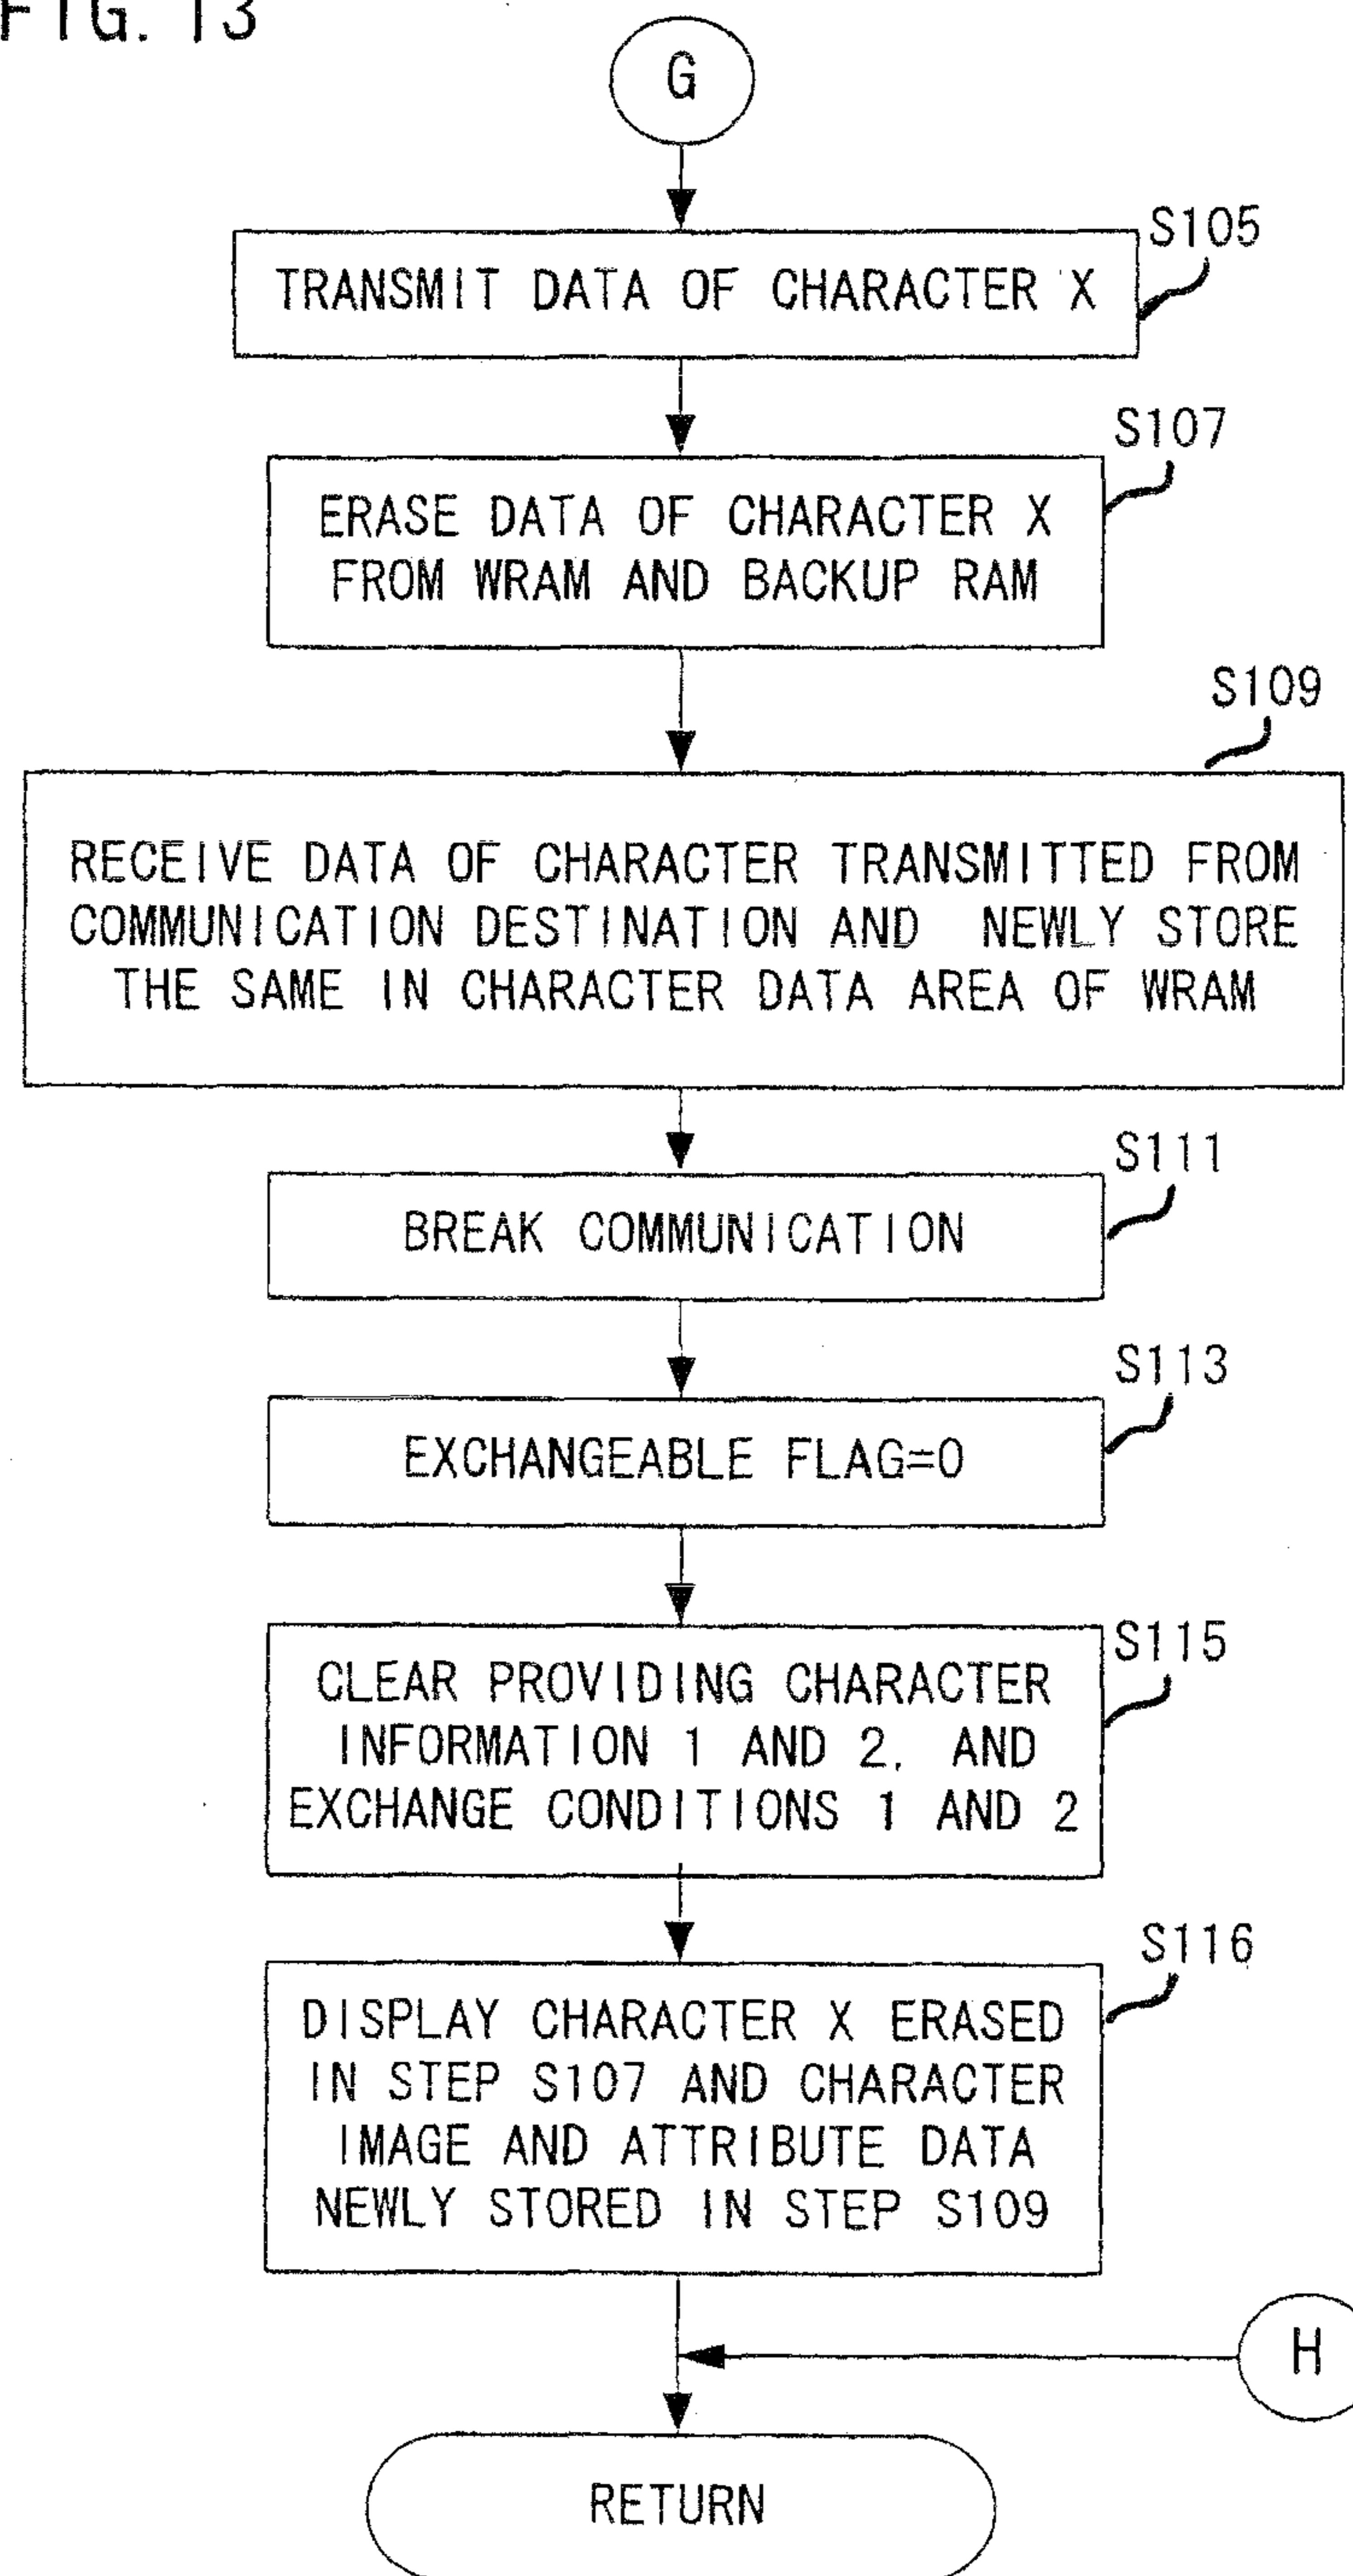 FIG. 13
G
S105
TRANSMIT DATA OF CHARACTER X
S107
ERASE DATA OF CHARACTER X
FROM WRAM AND BACKUP RAM
S109
RECEIVE DATA OF CHARACTER TRANSMITTED FROM
COMMUNICATION DESTINATION AND NEWLY STORE
THE SAME IN CHARACTER DATA AREA OF WRAM
S111
BREAK COMMUNICATION
S113
EXCHANGEABLE FLAG=0
S115
CLEAR PROVIDING CHARACTER
INFORMATION 1 AND 2, AND
EXCHANGE CONDITIONS 1 AND 2
S116
DISPLAY CHARACTER X ERASED
IN STEP S107 AND CHARACTER
IMAGE AND ATTRIBUTE DATA
NEWLY STORED IN STEP S109
H
RETURN